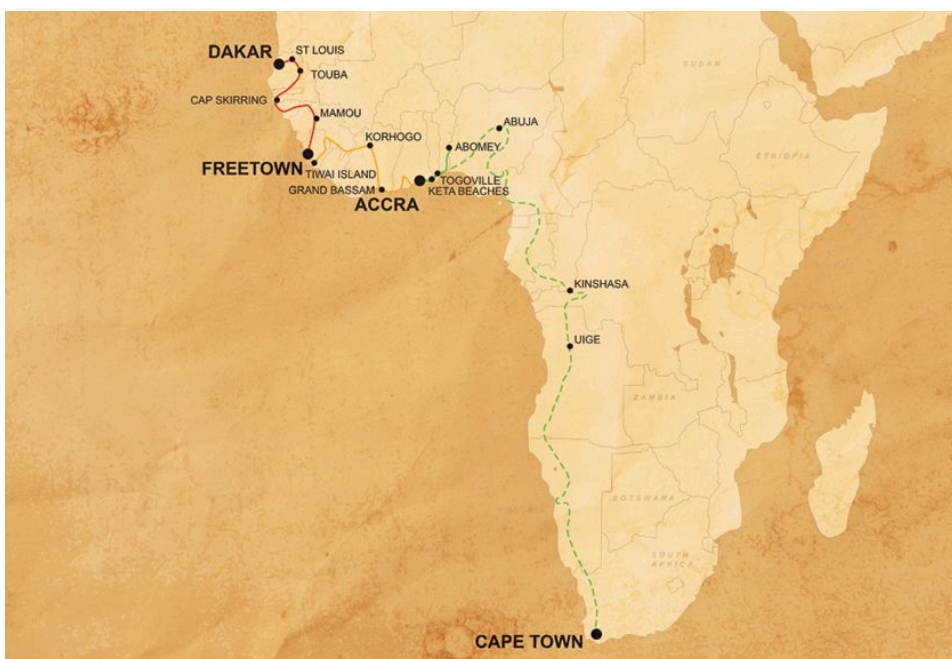 DAKAR
ST LOUIS
TOUBA
CAP SKIRRING
MAMOU
KORHOGO
ABUJA
ABOMEY
FREETOWN
TIWAI ISLAND
TOGOVILLE
GRAND BASSAM
KETA BEACHES
ACCRA
SUDAN
ETHIOPIA
KINSHASA
UIGE
ZAMBIA
BOTSWANA
SOUTH
AFRICA
CAPE TOWN